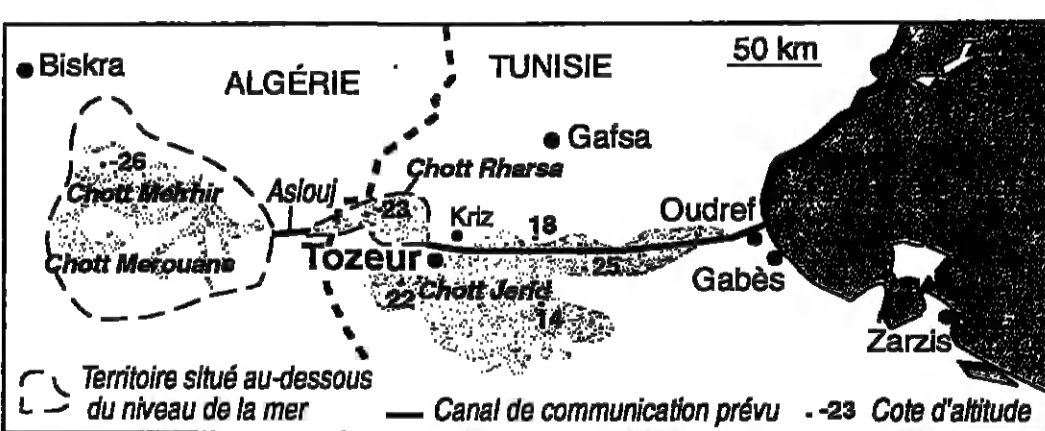 Biskra
ALGÉRIE
TUNISIE
50 km
Gafsa
-26
Chott Melrhir
Aslouj
Chott Rharsa
-23
Kriz
18
Oudref
Chott Merouane
Tozeur
25
Gabès
22
Chott Jerid
14
Zarzis
Territoire situé au-dessous
du niveau de la mer
Canal de communication prévu
-23 Cote d'altitude